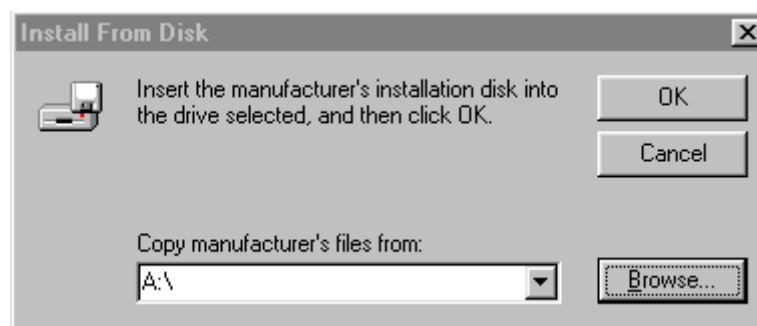 Install From Disk
Insert the manufacturer's installation disk into
the drive selected, and then click OK.
OK
Cancel
Copy manufacturer's files from:
A:\
Browse...